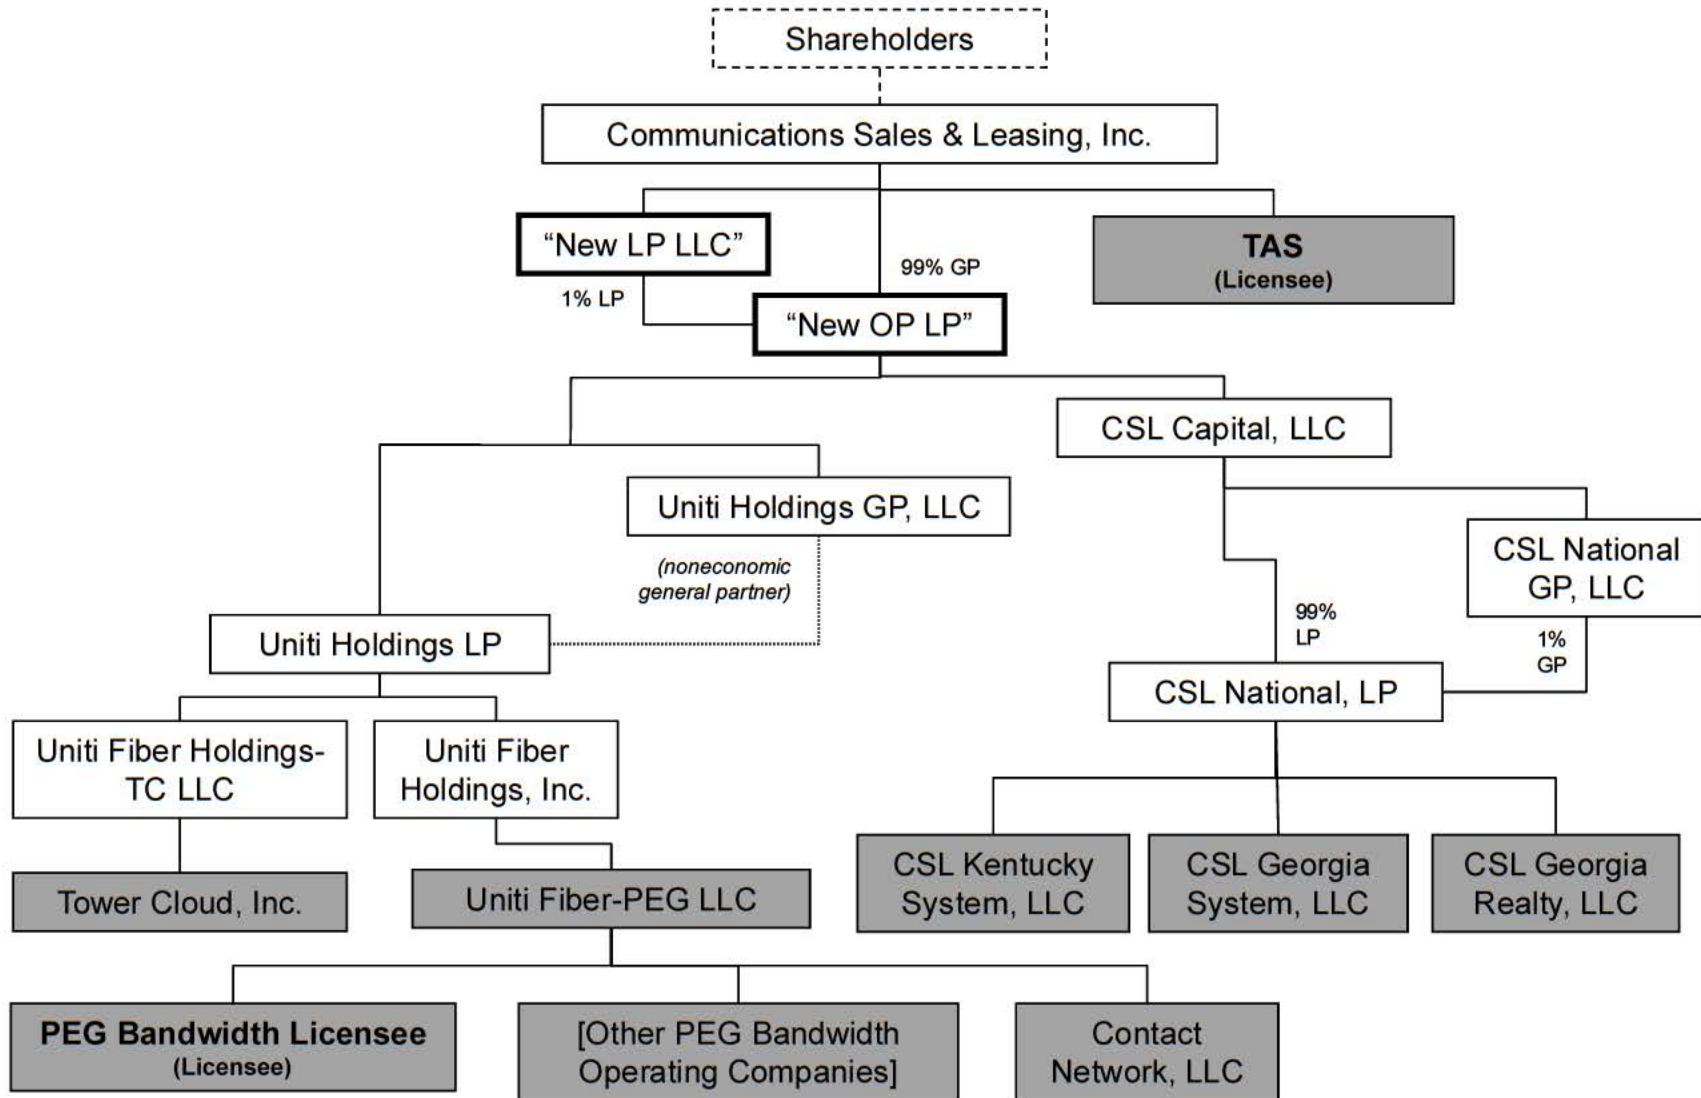 Shareholders
Communications Sales & Leasing, Inc.
“New LP LLC”
TAS
(Licensee)
99% GP
1% LP
“New OP LP”
CSL Capital, LLC
Uniti Holdings GP, LLC
(noneconomic
general partner)
CSL National
GP, LLC
99%
LP
1%
GP
Uniti Holdings LP
CSL National, LP
Uniti Fiber Holdings-
TC LLC
Uniti Fiber
Holdings, Inc.
Tower Cloud, Inc.
Uniti Fiber-PEG LLC
CSL Kentucky
System, LLC
CSL Georgia
System, LLC
CSL Georgia
Realty, LLC
PEG Bandwidth Licensee
(Licensee)
[Other PEG Bandwidth
Operating Companies]
Contact
Network, LLC